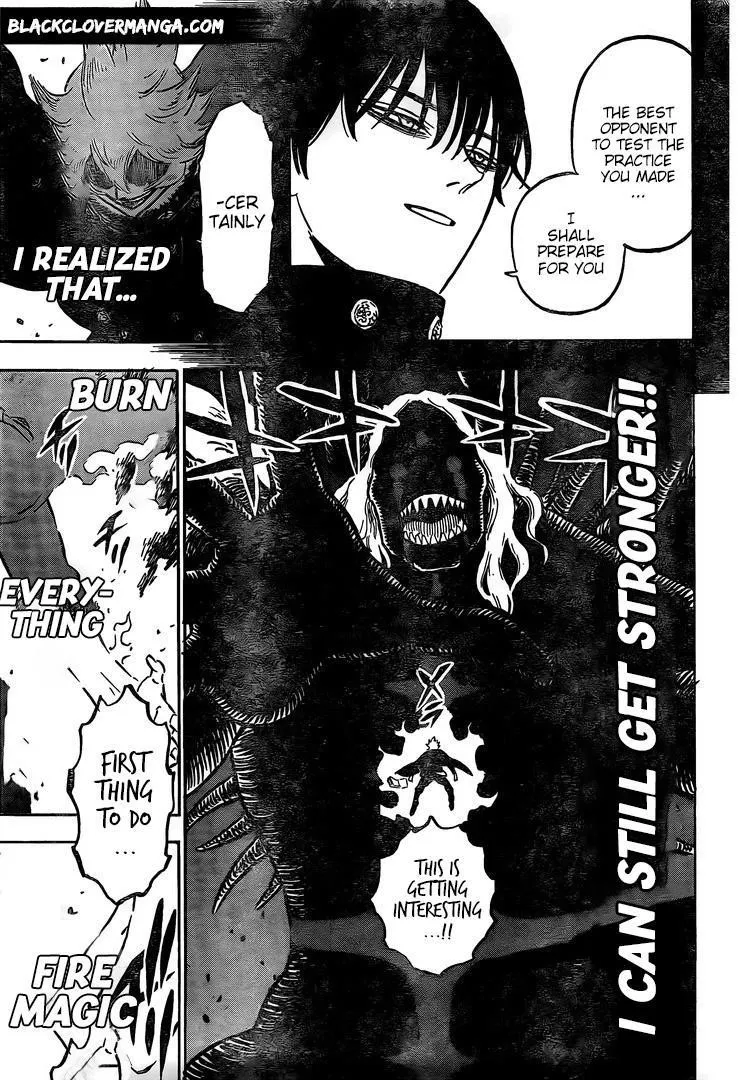 BLACKCLOVERMANGA.COM
THE BEST
OPPONENT
TO TEST THE
PRACTICE
YOU MADE
...
I
SHALL
PREPARE
FOR YOU
-CER
TAINLY
I REALIZED
THAT...
I CAN STILL GET STRONGER!!
THIS IS
GETTING
INTERESTING
...!!
BURN
EVERY-
THING
FIRST
THING
TO DO
...
FIRE
MAGIC